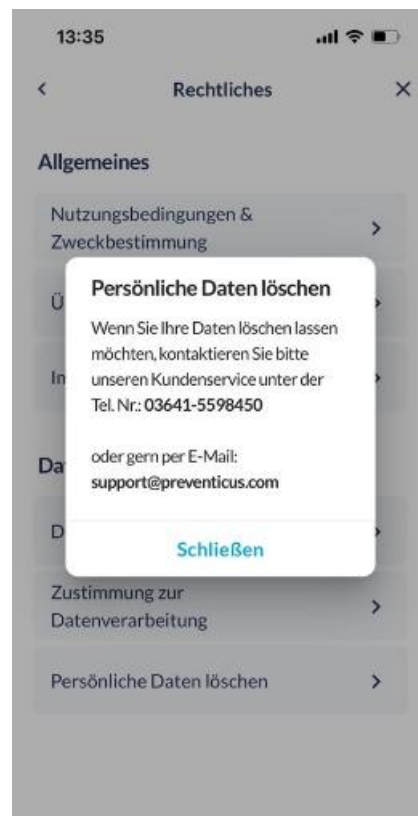 13:35
Rechtliches
Allgemeines
Nutzungsbedingungen &
Zweckbestimmung
Ü
Persönliche Daten löschen
Wenn Sie Ihre Daten löschen lassen
möchten, kontaktieren Sie bitte
unseren Kundenservice unter der
Tel. Nr.: 03641-5598450
In
oder gern per E-Mail:
support@preventicus.com
Da
D
Schließen
Zustimmung zur
Datenverarbeitung
Persönliche Daten löschen